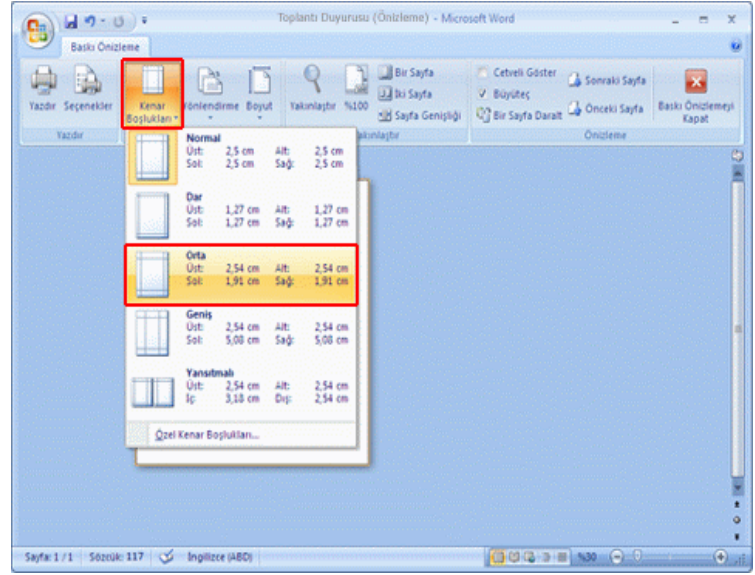 Toplantı Duyurusu (Önizleme) - Microsoft Word
Baskı Önizleme
Yazdır Seçenekler
Kenar Boşlukları
Yönlendirme Boyut
Yakınlaştır %100
Bir Sayfa
İki Sayfa
Sayfa Genişliği
Cetveli Göster
Büyüteç
Bir Sayfa Daralt
Sonraki Sayfa
Önceki Sayfa
Baskı Önizlemeyi
Kapat
Yazdır
Yakınlaştır
Önizleme
Normal
Üst: 2,5 cm Alt: 2,5 cm
Sol: 2,5 cm Sağ: 2,5 cm
Dar
Üst: 1,27 cm Alt: 1,27 cm
Sol: 1,27 cm Sağ: 1,27 cm
Orta
Üst: 2,54 cm Alt: 2,54 cm
Sol: 1,91 cm Sağ: 1,91 cm
Geniş
Üst: 2,54 cm Alt: 2,54 cm
Sol: 5,08 cm Sağ: 5,08 cm
Yansıtmalı
Üst: 2,54 cm Alt: 2,54 cm
İç: 3,18 cm Dış: 2,54 cm
Özel Kenar Boşlukları...
Sayfa: 1 / 1 Sözcük: 117 İngilizce (ABD) %30